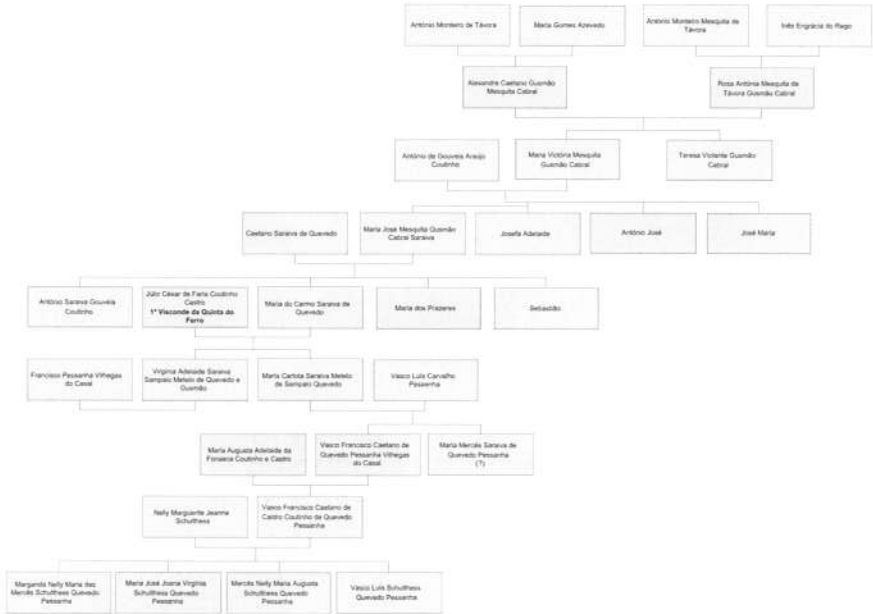 António Monteiro de Távora
Maria Gomes Azevedo
António Monteiro Mesquita de
Távora
Inês Engrácia do Rego
Alexandre Caetano Gusmão
Mesquita Cabral
Rosa Antónia Mesquita de
Távora Gusmão Cabral
António de Gouveia Araújo
Coutinho
Maria Victória Mesquita
Gusmão Cabral
Teresa Violante Gusmão
Cabral
Caetano Saraiva de Quevedo
Maria José Mesquita Gusmão
Cabral Saraiva
Josefa Adelaide
António José
José Maria
António Saraiva Gouveia
Coutinho
Júlio César de Faria Coutinho
Castro
1º Visconde da Quinta do
Ferro
Maria do Carmo Saraiva de
Quevedo
Maria dos Prazeres
Sebastião
Francisco Pessanha Vilhegas
do Casal
Virgínia Adelaide Saraiva
Sampaio Metelo de Quevedo e
Gusmão
Maria Carlota Saraiva Metelo
de Sampaio Quevedo
Vasco Luís Carvalho
Pessanha
Maria Augusta Adelaide da
Fonseca Coutinho e Castro
Vasco Francisco Caetano de
Quevedo Pessanha Vilhegas
do Casal
Maria Mercês Saraiva de
Quevedo Pessanha
(?)
Nelly Marguerite Jeanne
Schulthess
Vasco Francisco Caetano de
Castro Coutinho de Quevedo
Pessanha
Margarida Nelly Maria das
Mercês Schulthess Quevedo
Pessanha
Maria José Joana Virgínia
Schulthess Quevedo
Pessanha
Mercês Nelly Maria Augusta
Schulthess Quevedo
Pessanha
Vasco Luís Schulthess
Quevedo Pessanha